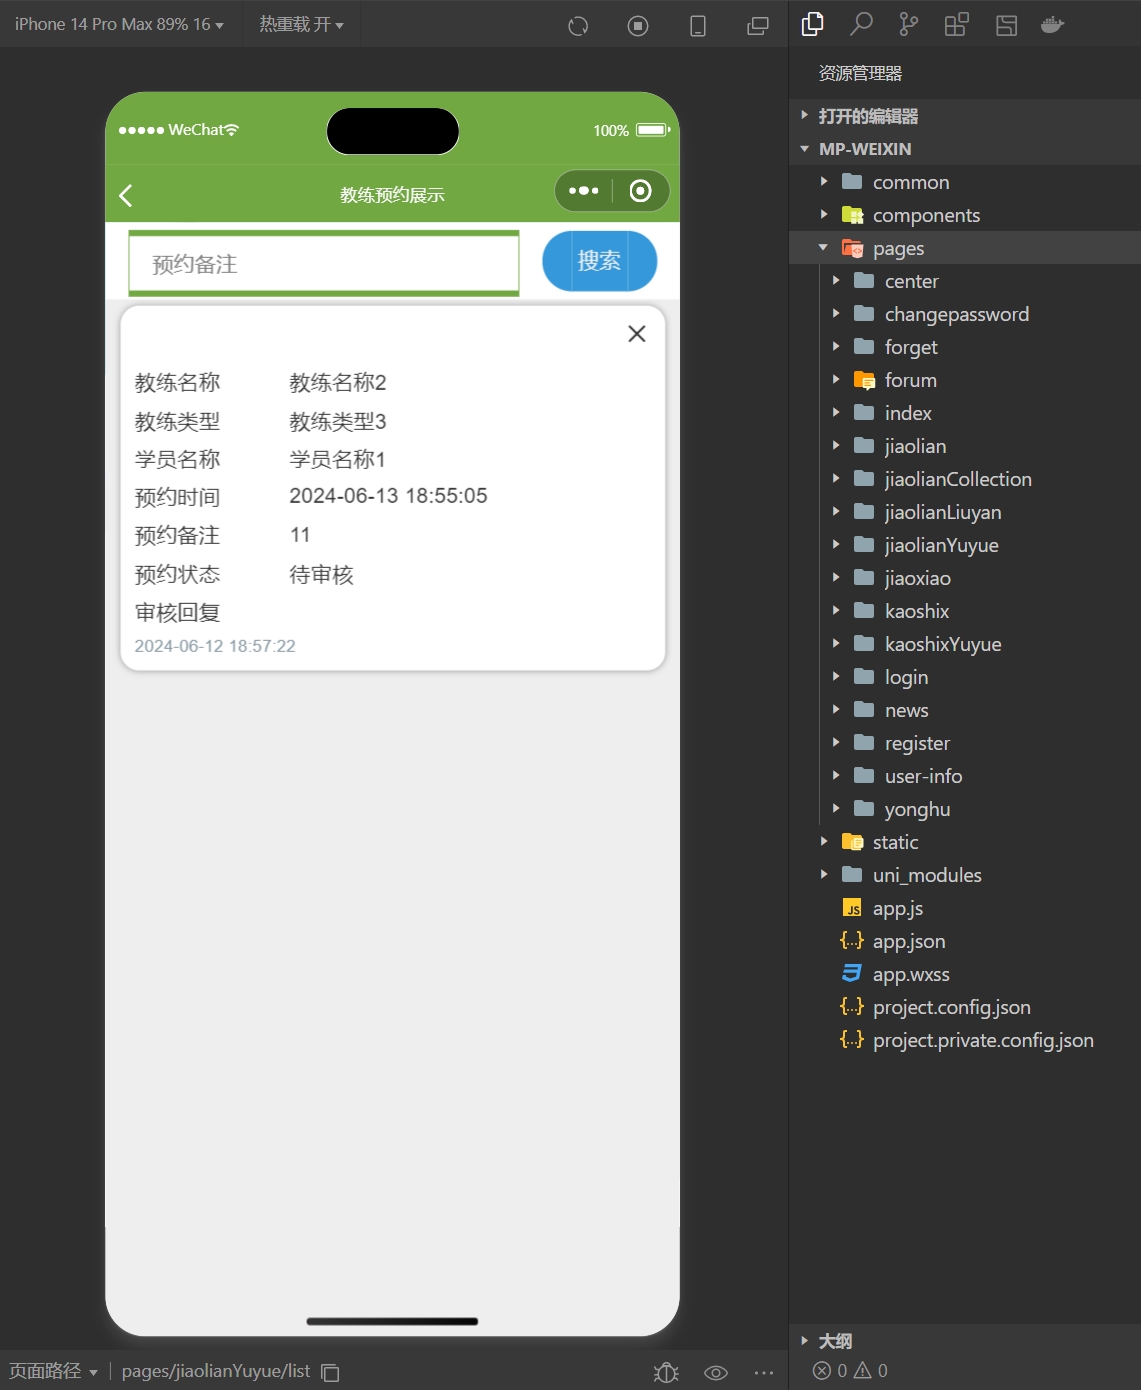 iPhone 14 Pro Max 89% 16
热重载 开
WeChat
100%
教练预约展示
预约备注
搜索
教练名称 教练名称2
教练类型 教练类型3
学员名称 学员名称1
预约时间 2024-06-13 18:55:05
预约备注 11
预约状态 待审核
审核回复
2024-06-12 18:57:22
页面路径 pages/jiaolianYuyue/list
资源管理器
打开的编辑器
MP-WEIXIN
common
components
pages
center
changepassword
forget
forum
index
jiaolian
jiaolianCollection
jiaolianLiuyan
jiaolianYuyue
jiaoxiao
kaoshix
kaoshixYuyue
login
news
register
user-info
yonghu
static
uni_modules
JS app.js
{..} app.json
app.wxss
{..} project.config.json
{..} project.private.config.json
大纲
0 0